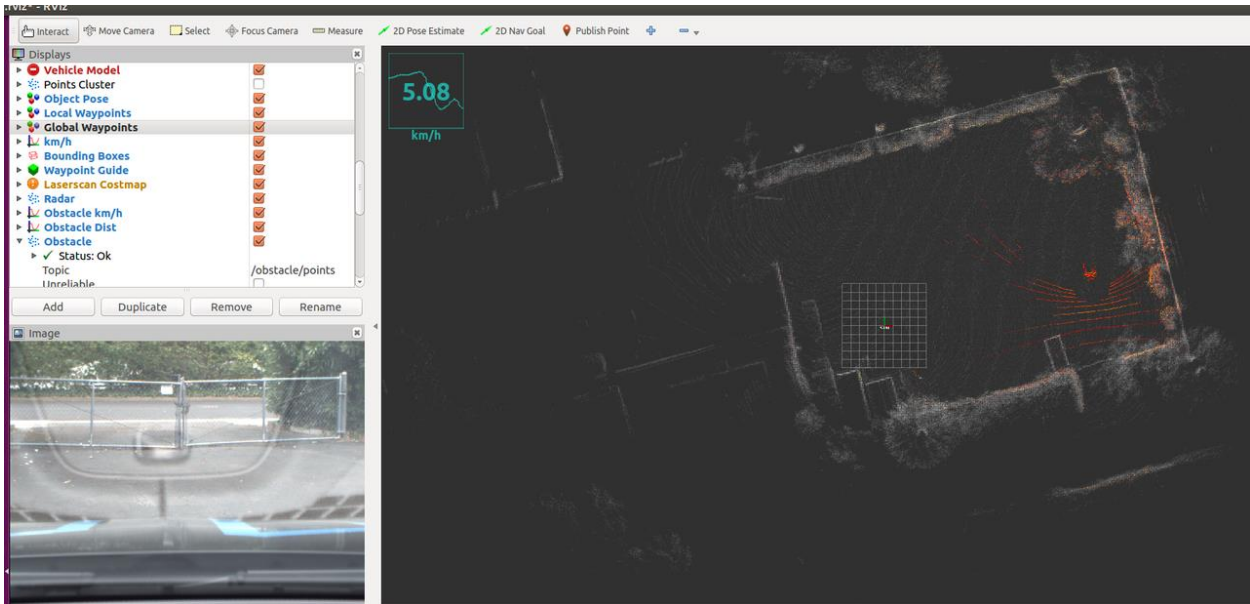 .rviz* - RViz
Interact Move Camera Select Focus Camera Measure 2D Pose Estimate 2D Nav Goal Publish Point
Displays
Vehicle Model
Points Cluster
Object Pose
Local Waypoints
Global Waypoints
km/h
Bounding Boxes
Waypoint Guide
Laserscan Costmap
Radar
Obstacle km/h
Obstacle Dist
Obstacle
Status: Ok
Topic /obstacle/points
Unreliable
Add Duplicate Remove Rename
Image
5.08
km/h